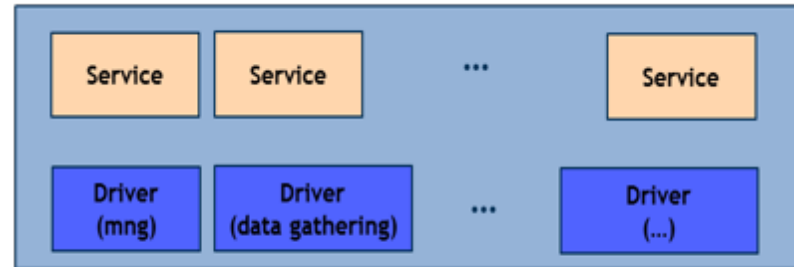 Service
Service
...
Service
Driver
(mng)
Driver
(data gathering)
...
Driver
(...)